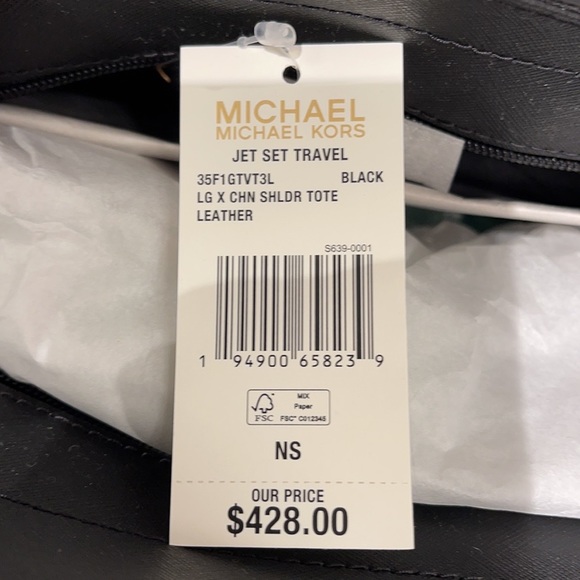 MICHAEL
MICHAEL KORS
JET SET TRAVEL
35F1GTVT3L BLACK
LG X CHN SHLDR TOTE
LEATHER
S639-0001
1 94900 65823 9
MIX
Paper
FSC FSC® C012345
NS
OUR PRICE
$428.00